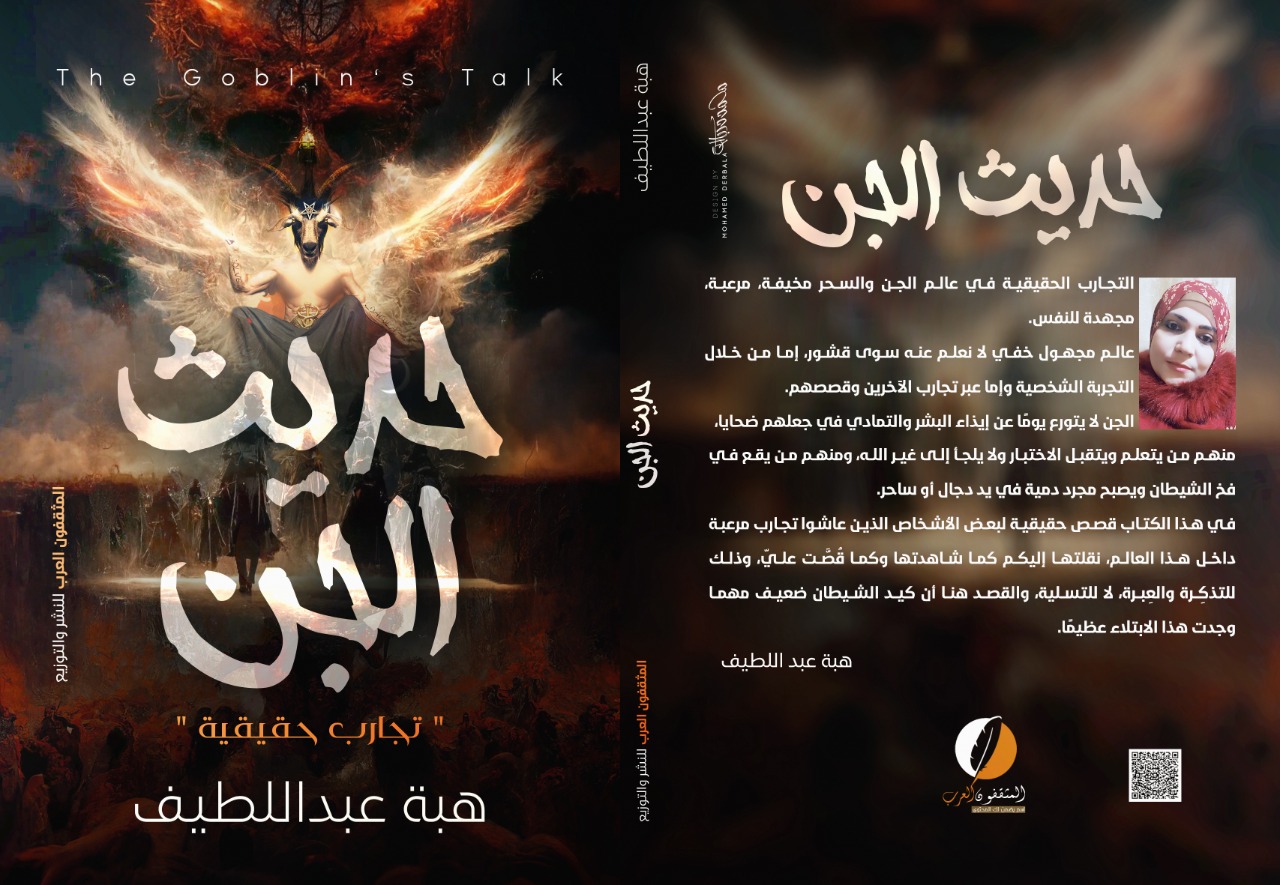 The Goblin's Talk
حديث
الجن
" تجارب حقيقية "
هبة عبداللطيف
المثقفون العرب للنشر والتوزيع
هبة عبداللطيف
حديث الجن
المثقفون العرب للنشر والتوزيع
DESIGN BY
MOHAMED DERBALA
حديث الجن
التجارب الحقيقية في عالم الجن والسحر مخيفة، مرعبة،
مجهدة للنفس.
عالم مجهول خفي لا نعلم عنه سوى قشور، إما من خلال
التجربة الشخصية وإما عبر تجارب الآخرين وقصصهم.
الجن لا يتورع يومًا عن إيذاء البشر والتمادي في جعلهم ضحايا،
منهم من يتعلم ويتقبل الاختبار ولا يلجأ إلى غير الله، ومنهم من يقع في
فخ الشيطان ويصبح مجرد دمية في يد دجال أو ساحر.
في هذا الكتاب قصص حقيقية لبعض الأشخاص الذين عاشوا تجارب مرعبة
داخل هذا العالم، نقلتها إليكم كما شاهدتها وكما قُصَّت عليّ، وذلك
للتذكِرة والعِبرة، لا للتسلية، والقصد هنا أن كيد الشيطان ضعيف مهما
وجدت هذا الابتلاء عظيمًا.
هبة عبد اللطيف
المثقفون العرب